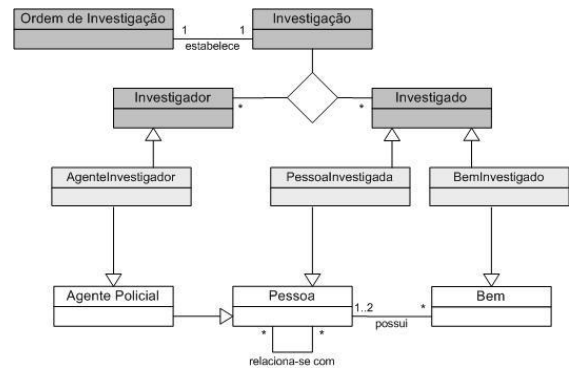 Ordem de Investigação
Investigação
1
1
estabelece
Investigador
*
*
Investigado
AgenteInvestigador
PessoaInvestigada
BemInvestigado
Agente Policial
Pessoa
1..2
*
Bem
possui
*
*
relaciona-se com